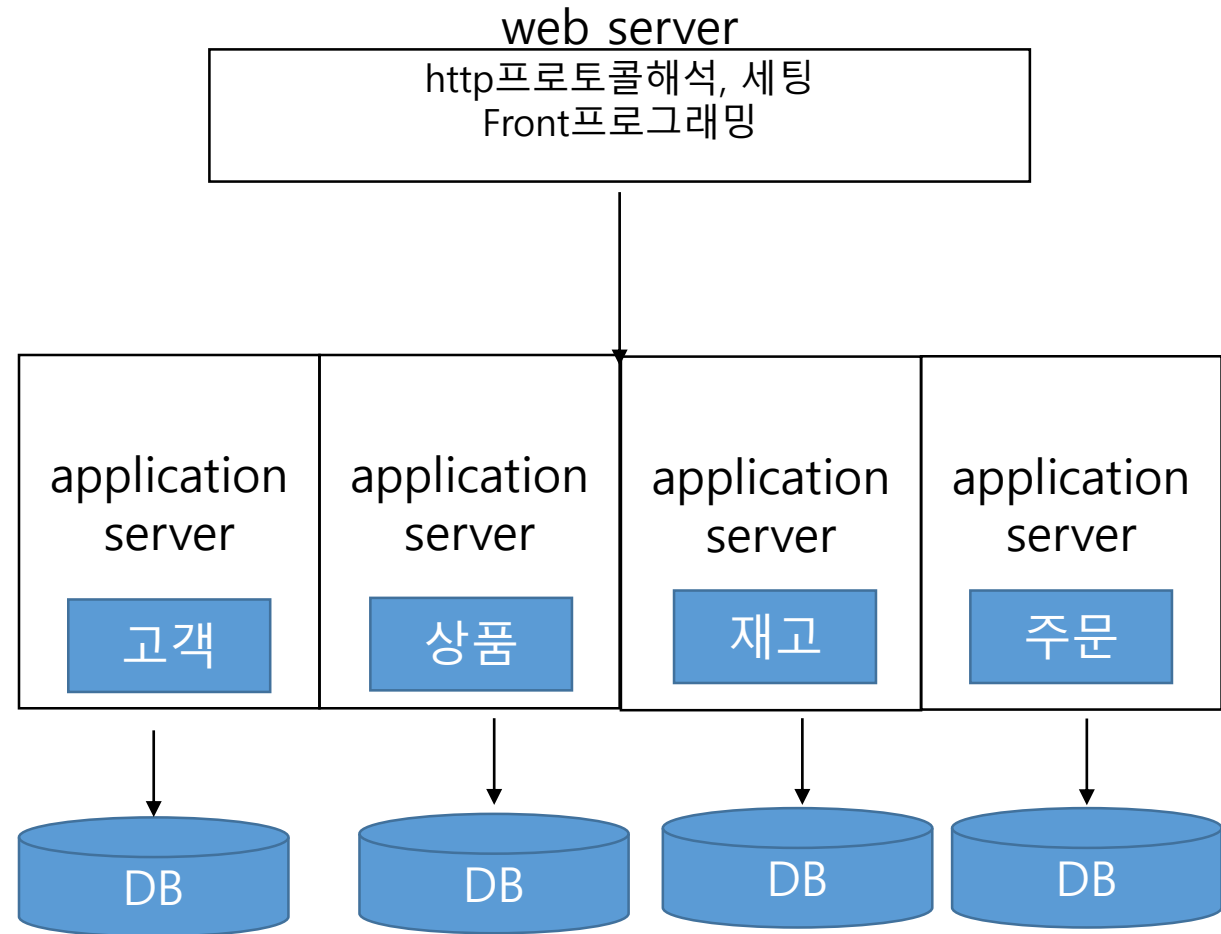 web server
http프로토콜해석, 세팅
Front프로그래밍
application
server
고객
application
server
상품
application
server
재고
application
server
주문
DB
DB
DB
DB